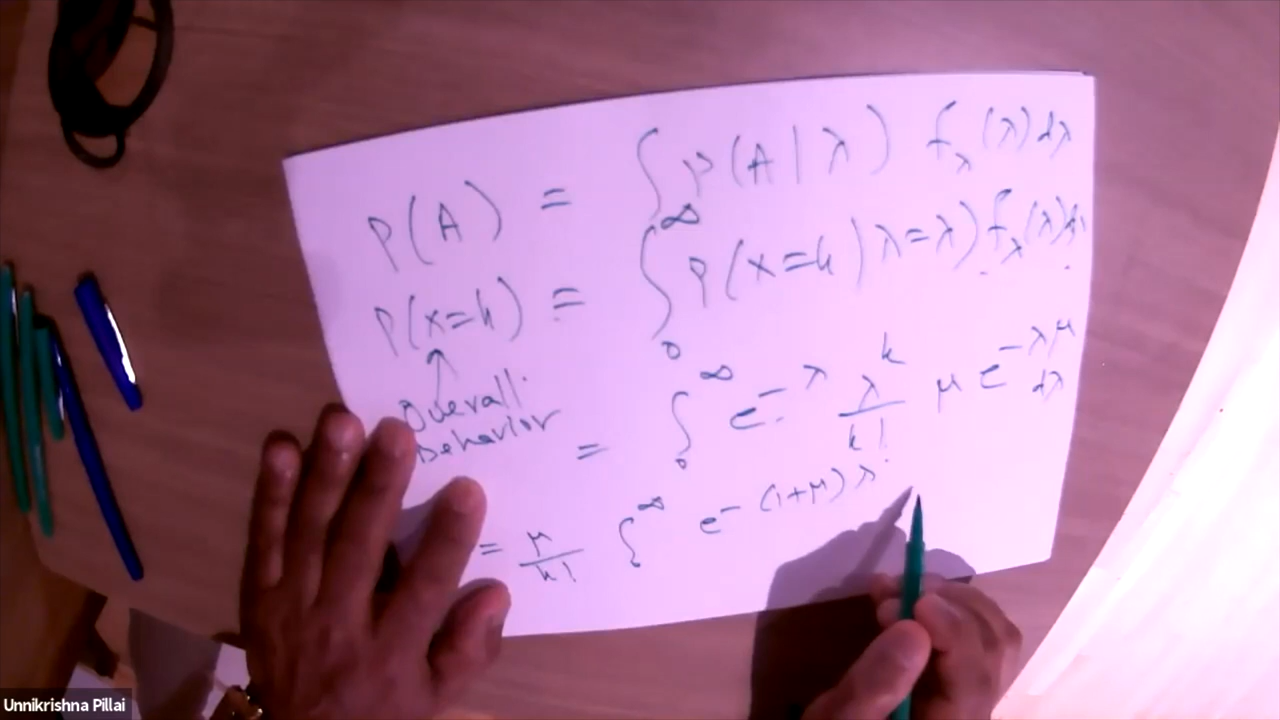 P(A) = ∫ P(A|λ) f_λ(λ)dλ
P(x=k) = ∫_0^∞ P(x=k|λ=λ) f_λ(λ)dλ
↑
Overall
behavior
= ∫_0^∞ e^{-λ} λ^k/k! μ e^{-λμ} dλ
= μ/k! ∫_0^∞ e^{-(1+μ)λ}
Unnikrishna Pillai